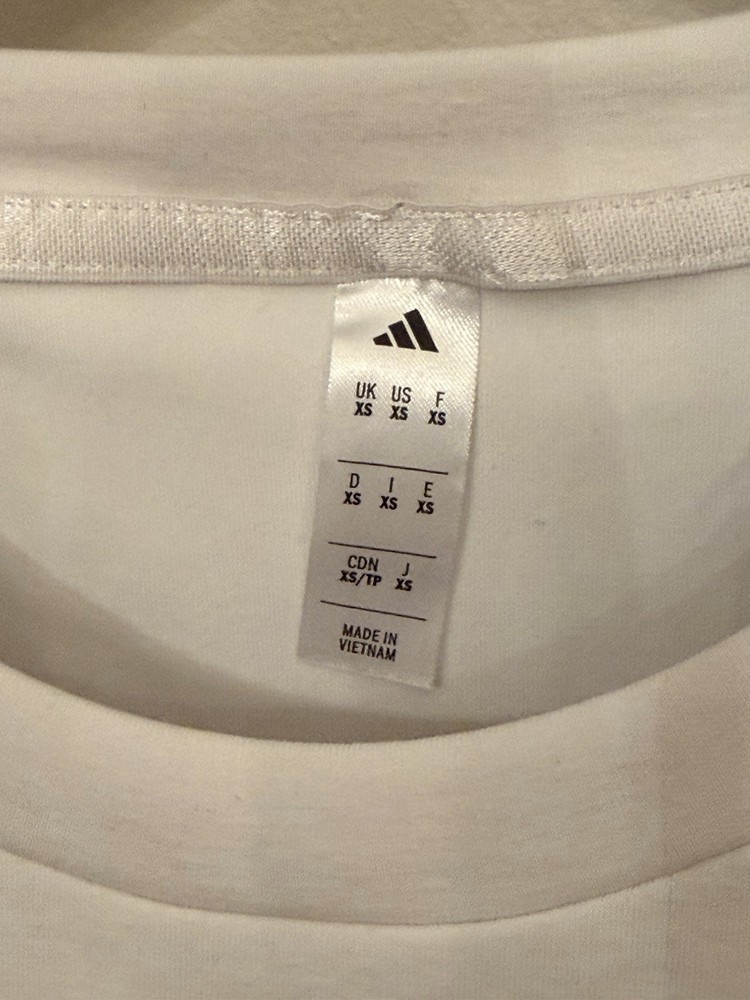 UK US F
XS XS XS
D I E
XS XS XS
CDN J
XS/TP XS
MADE IN
VIETNAM